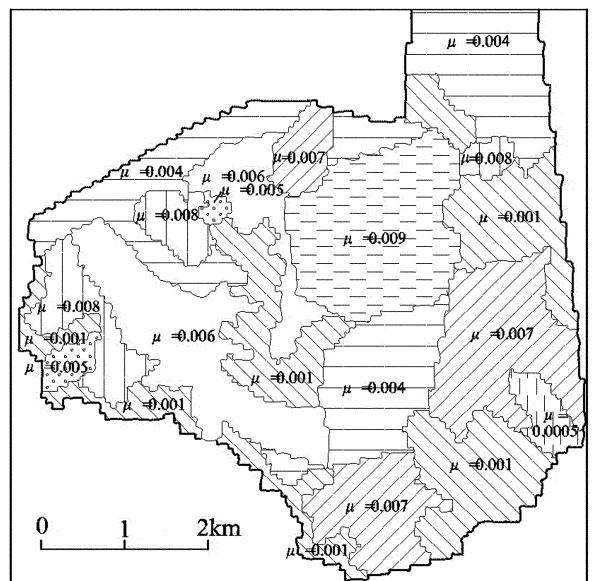 μ =0.004
μ =0.007
μ=0.008
μ =0.004
μ =0.006
μ =0.005
μ =0.008
μ =0.001
μ =0.009
μ =0.008
μ =0.006
μ =0.007
μ =0.001
μ =0.005
μ =0.001
μ =0.004
μ =0.001
μ =
0.0005
μ =0.001
μ =0.007
μ =0.001
0 1 2km